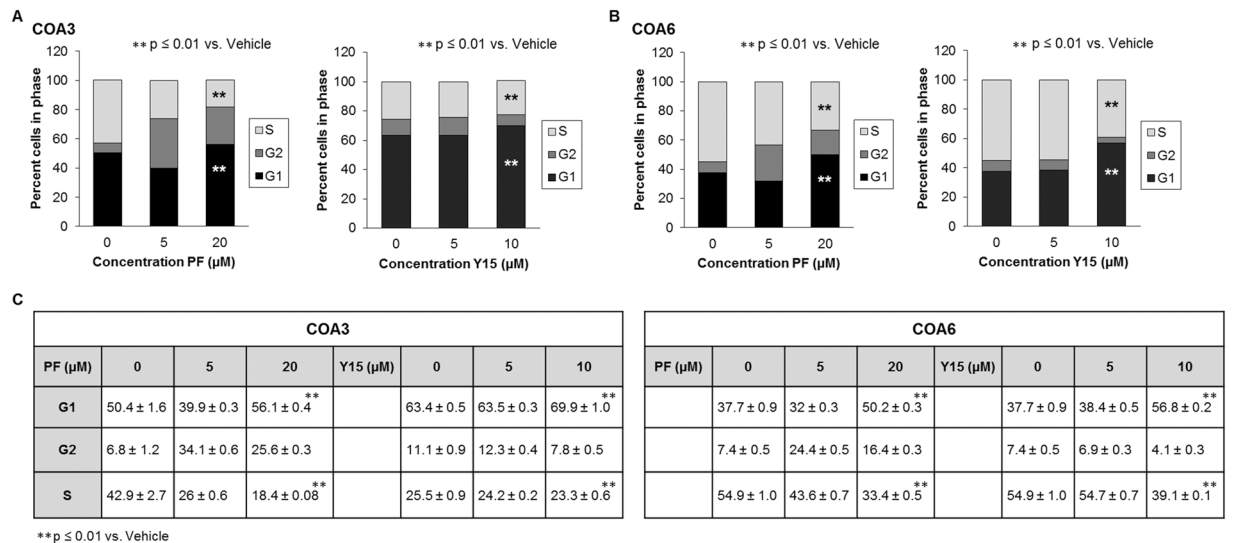 A
COA3
** p ≤ 0.01 vs. Vehicle
Percent cells in phase
120
100
80
60
40
20
0
**
**
S
G2
G1
0 5 20
Concentration PF (µM)
** p ≤ 0.01 vs. Vehicle
Percent cells in phase
120
100
80
60
40
20
0
**
**
S
G2
G1
0 5 10
Concentration Y15 (µM)
B
COA6
** p ≤ 0.01 vs. Vehicle
Percent cells in phase
120
100
80
60
40
20
0
**
**
S
G2
G1
0 5 20
Concentration PF (µM)
** p ≤ 0.01 vs. Vehicle
Percent cells in phase
120
100
80
60
40
20
0
**
**
S
G2
G1
0 5 10
Concentration Y15 (µM)
C
COA3
PF (µM) 0 5 20 Y15 (µM) 0 5 10
G1 50.4 ± 1.6 39.9 ± 0.3 56.1 ± 0.4** 63.4 ± 0.5 63.5 ± 0.3 69.9 ± 1.0**
G2 6.8 ± 1.2 34.1 ± 0.6 25.6 ± 0.3 11.1 ± 0.9 12.3 ± 0.4 7.8 ± 0.5
S 42.9 ± 2.7 26 ± 0.6 18.4 ± 0.08** 25.5 ± 0.9 24.2 ± 0.2 23.3 ± 0.6**
COA6
PF (µM) 0 5 20 Y15 (µM) 0 5 10
37.7 ± 0.9 32 ± 0.3 50.2 ± 0.3** 37.7 ± 0.9 38.4 ± 0.5 56.8 ± 0.2**
7.4 ± 0.5 24.4 ± 0.5 16.4 ± 0.3 7.4 ± 0.5 6.9 ± 0.3 4.1 ± 0.3
54.9 ± 1.0 43.6 ± 0.7 33.4 ± 0.5** 54.9 ± 1.0 54.7 ± 0.7 39.1 ± 0.1**
** p ≤ 0.01 vs. Vehicle